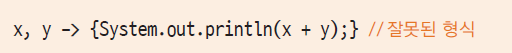 x, y -> {System.out.println(x + y);} //잘못된 형식